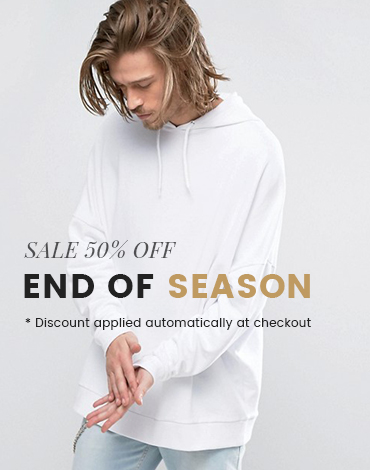 SALE 50% OFF
END OF SEASON
* Discount applied automatically at checkout